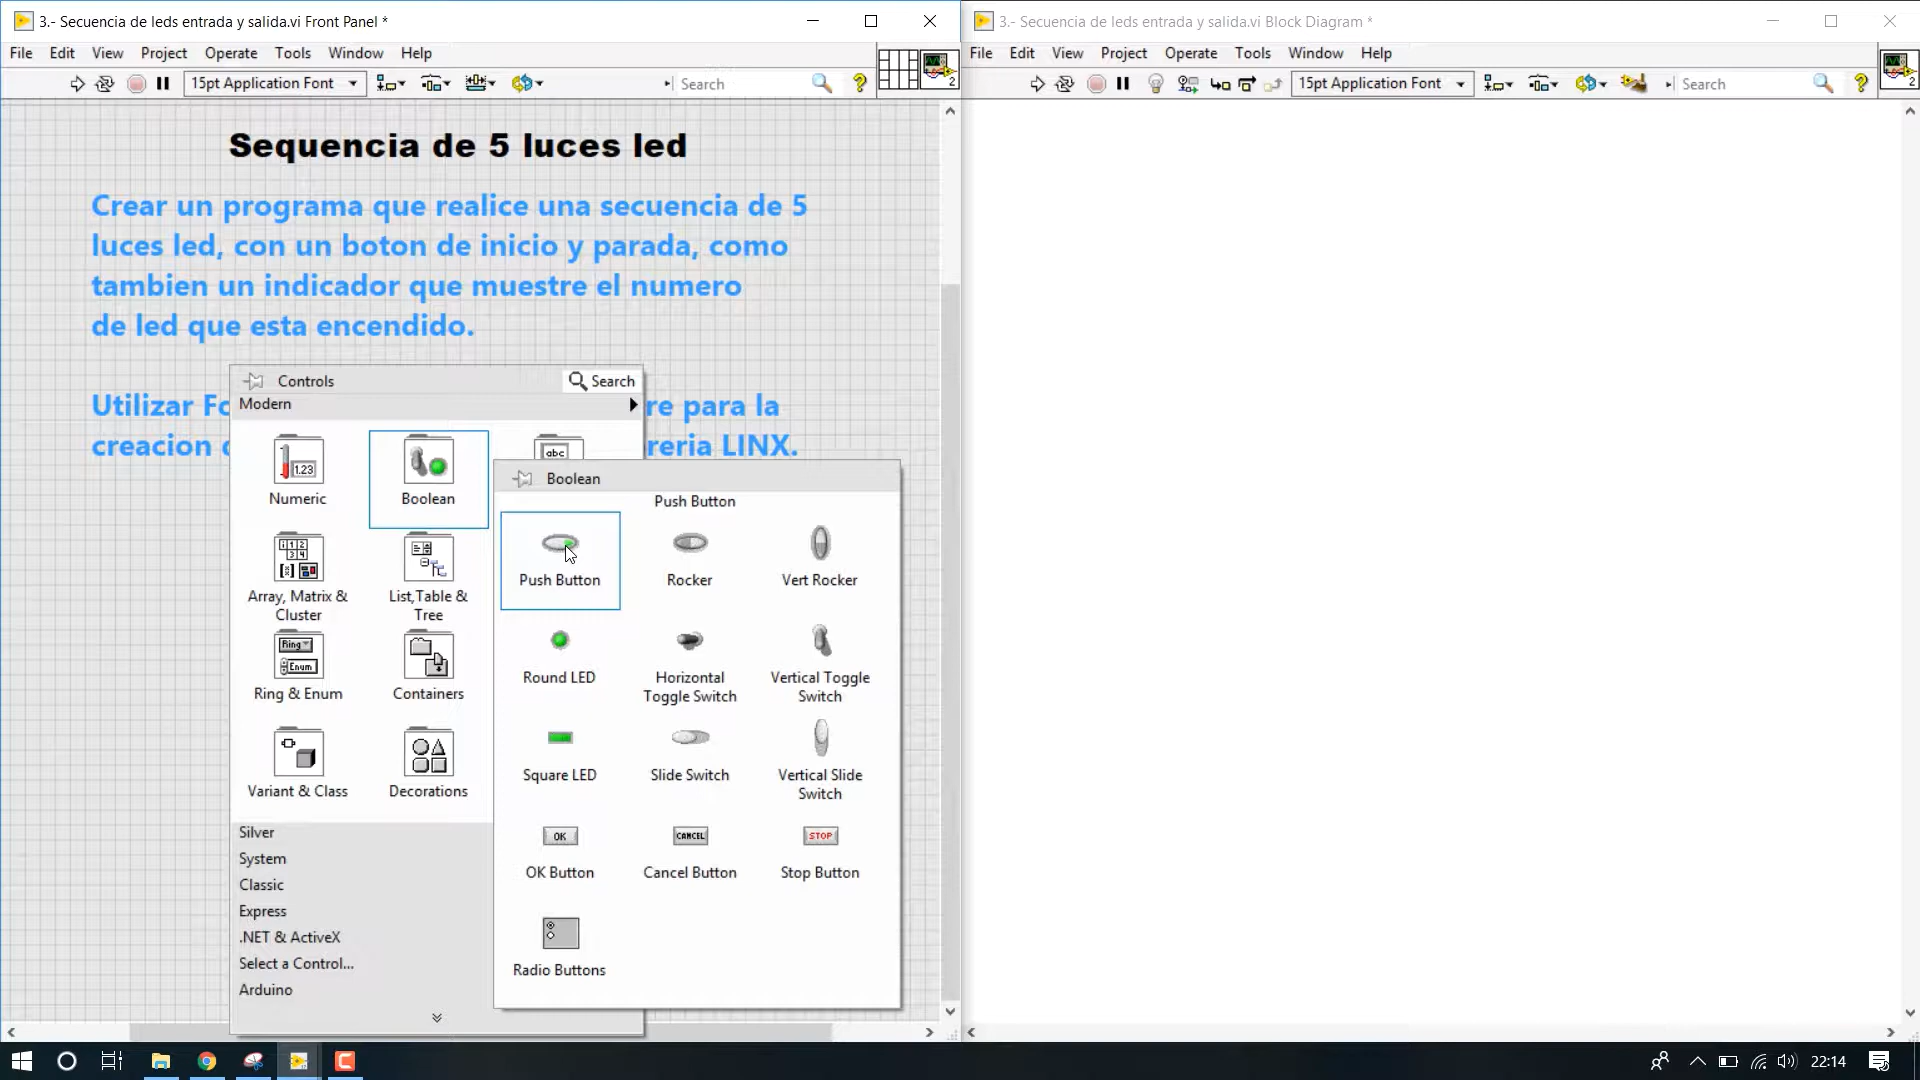 3.- Secuencia de leds entrada y salida.vi Front Panel *
File Edit View Project Operate Tools Window Help
15pt Application Font
Search
2
Sequencia de 5 luces led
Crear un programa que realice una secuencia de 5
luces led, con un boton de inicio y parada, como
tambien un indicador que muestre el numero
de led que esta encendido.
Utilizar Fo
re para la
creacion
reria LINX.
Controls
Search
Modern
Numeric
Boolean
abc
Array, Matrix &
Cluster
List,Table &
Tree
Ring & Enum
Containers
Variant & Class
Decorations
Silver
System
Classic
Express
.NET & ActiveX
Select a Control...
Arduino
Boolean
Push Button
Push Button
Rocker
Vert Rocker
Round LED
Horizontal
Toggle Switch
Vertical Toggle
Switch
Square LED
Slide Switch
Vertical Slide
Switch
OK
CANCEL
STOP
OK Button
Cancel Button
Stop Button
Radio Buttons
3.- Secuencia de leds entrada y salida.vi Block Diagram *
File Edit View Project Operate Tools Window Help
15pt Application Font
Search
2
22:14